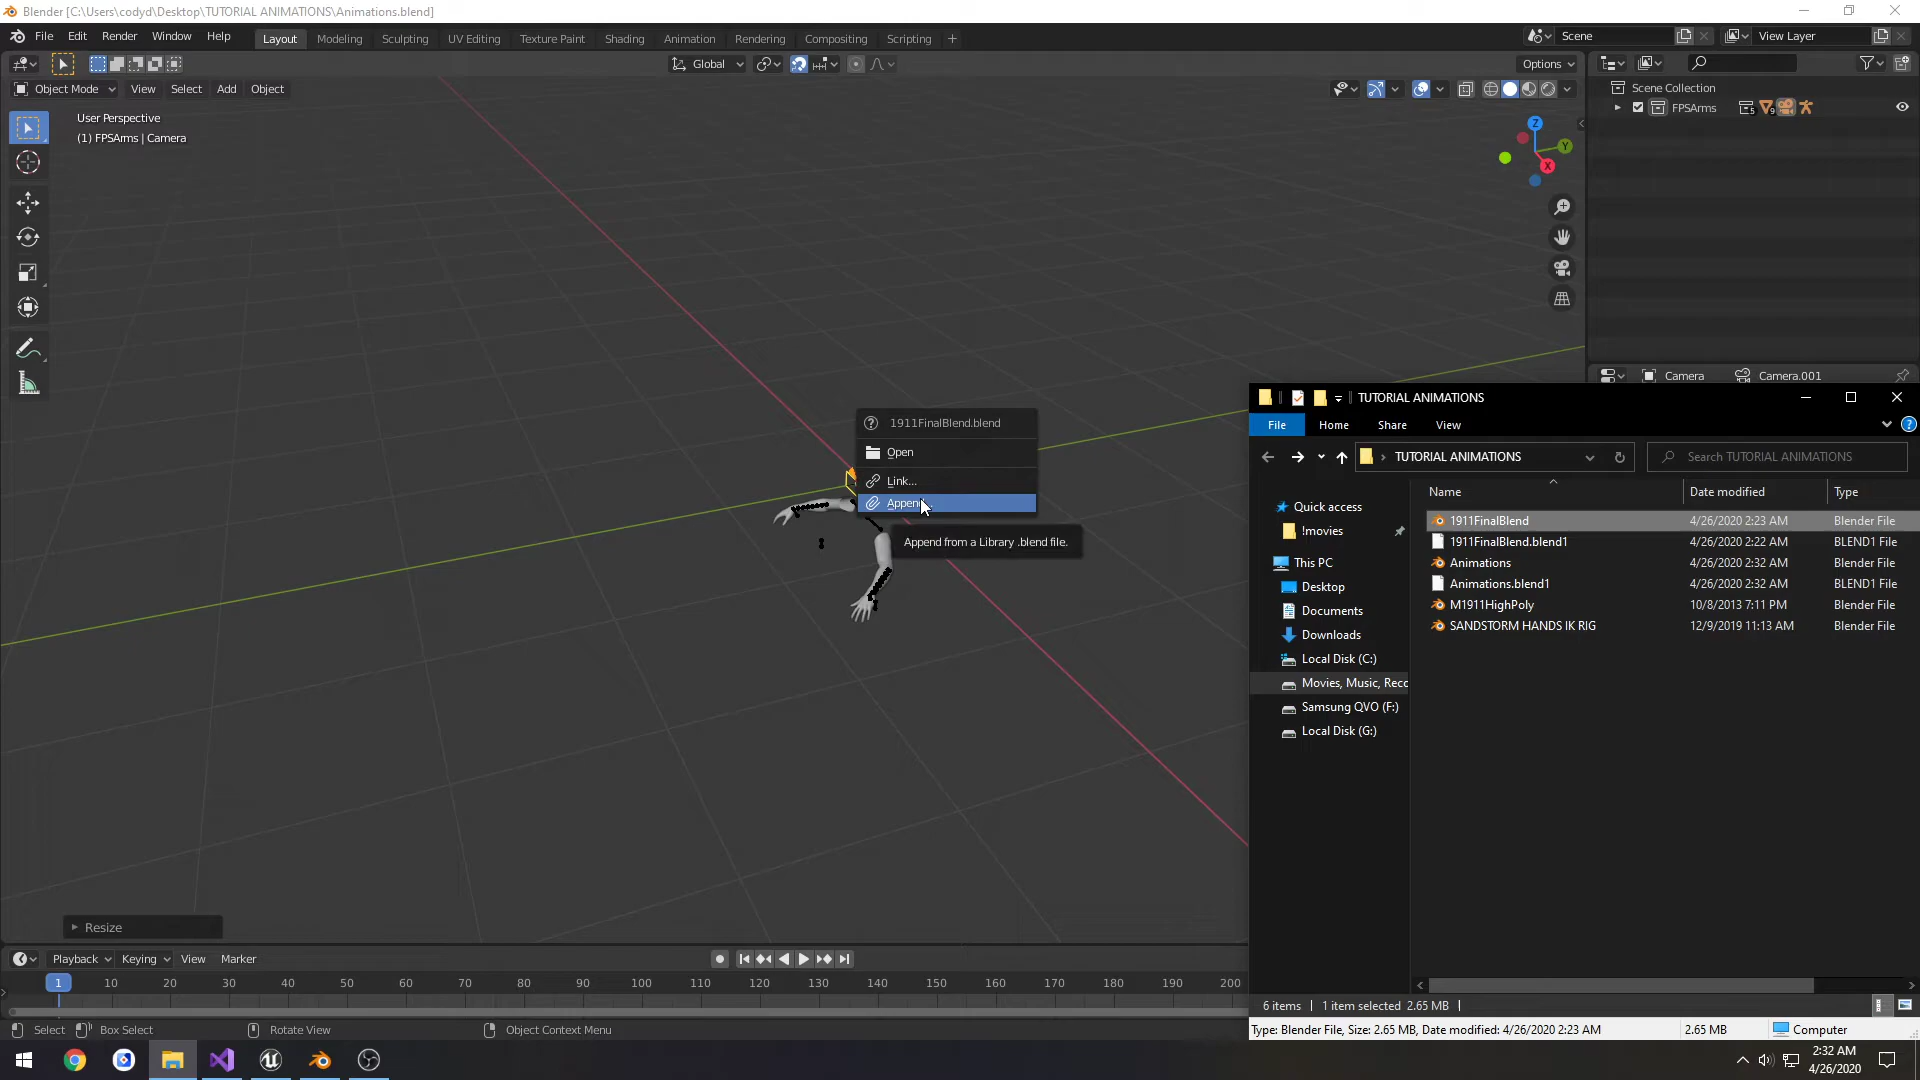 Blender [C:\Users\codyd\Desktop\TUTORIAL ANIMATIONS\Animations.blend]
File Edit Render Window Help
Layout Modeling Sculpting UV Editing Texture Paint Shading Animation Rendering Compositing Scripting +
Scene
View Layer
Global
Options
Object Mode View Select Add Object
User Perspective
(1) FPSArms | Camera
Z
Y
X
Scene Collection
FPSArms
5
9
Camera
Camera.001
1911FinalBlend.blend
Open
Link...
Append...
Append from a Library .blend file.
TUTORIAL ANIMATIONS
File Home Share View
TUTORIAL ANIMATIONS
Search TUTORIAL ANIMATIONS
Name Date modified Type
Quick access
!movies
This PC
Desktop
Documents
Downloads
Local Disk (C:)
Movies, Music, Reco
Samsung QVO (F:)
Local Disk (G:)
1911FinalBlend 4/26/2020 2:23 AM Blender File
1911FinalBlend.blend1 4/26/2020 2:22 AM BLEND1 File
Animations 4/26/2020 2:32 AM Blender File
Animations.blend1 4/26/2020 2:32 AM BLEND1 File
M1911HighPoly 10/8/2013 7:11 PM Blender File
SANDSTORM HANDS IK RIG 12/9/2019 11:13 AM Blender File
6 items 1 item selected 2.65 MB
Type: Blender File, Size: 2.65 MB, Date modified: 4/26/2020 2:23 AM 2.65 MB Computer
Resize
Playback Keying View Marker
1 10 20 30 40 50 60 70 80 90 100 110 120 130 140 150 160 170 180 190 200
Select Box Select Rotate View Object Context Menu
2:32 AM
4/26/2020